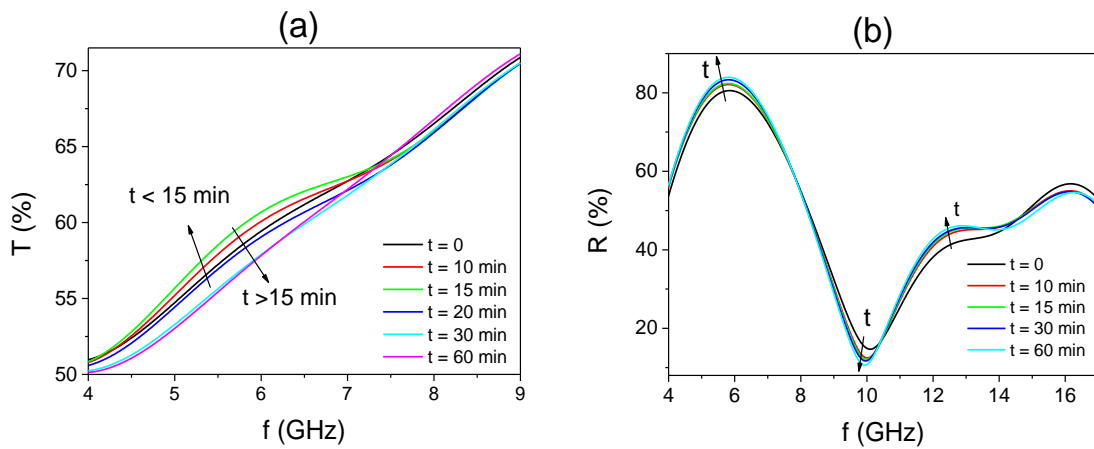 (a)
70
65
60
55
50
T (%)
t < 15 min
t >15 min
t = 0
t = 10 min
t = 15 min
t = 20 min
t = 30 min
t = 60 min
4 5 6 7 8 9
f (GHz)
(b)
80
60
40
20
R (%)
t
t
t
t = 0
t = 10 min
t = 15 min
t = 30 min
t = 60 min
4 6 8 10 12 14 16
f (GHz)